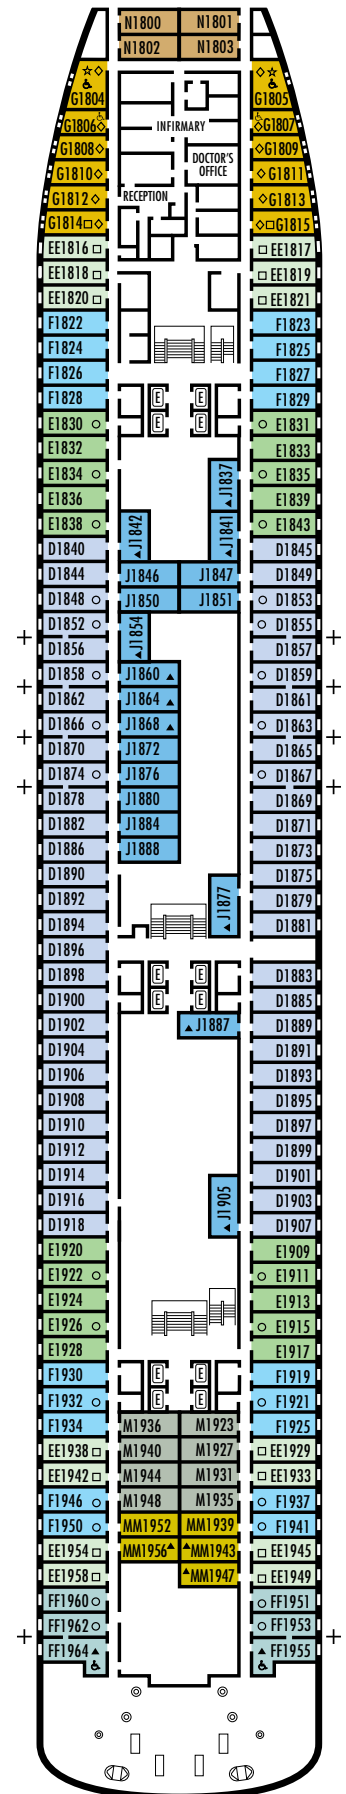 N1800 N1801
N1802 N1803
G1804 G1805
G1806 INFIRMARY G1807
G1808 DOCTOR'S G1809
OFFICE
G1810 G1811
G1812 RECEPTION G1813
G1814 G1815
EE1816 EE1817
EE1818 EE1819
EE1820 EE1821
F1822 F1823
F1824 F1825
F1826 F1827
F1828 E E F1829
E1830 E E E1831
E1832 E1833
E1834 J1837 E1835
E1836 E1839
E1838 J1842 J1841 E1843
D1840 D1845
D1844 J1846 J1847 D1849
D1848 J1850 J1851 D1853
D1852 J1854 D1855
D1856 D1857
D1858 J1860 D1859
D1862 J1864 D1861
D1866 J1868 D1863
D1870 J1872 D1865
D1874 J1876 D1867
D1878 J1880 D1869
D1882 J1884 D1871
D1886 J1888 D1873
D1890 D1875
D1892 J1877 D1879
D1894 D1881
D1896
D1898 E E D1883
D1900 E E D1885
D1902 J1887 D1889
D1904 D1891
D1906 D1893
D1908 D1895
D1910 D1897
D1912 D1899
D1914 D1901
D1916 J1905 D1903
D1918 D1907
E1920 E1909
E1922 E1911
E1924 E1913
E1926 E1915
E1928 E1917
F1930 E E F1919
F1932 E E F1921
F1934 M1936 M1923 F1925
EE1938 M1940 M1927 EE1929
EE1942 M1944 M1931 EE1933
F1946 M1948 M1935 F1937
F1950 MM1952 MM1939 F1941
EE1954 MM1956 MM1943 EE1945
EE1958 MM1947 EE1949
FF1960 FF1951
FF1962 FF1953
FF1964 FF1955